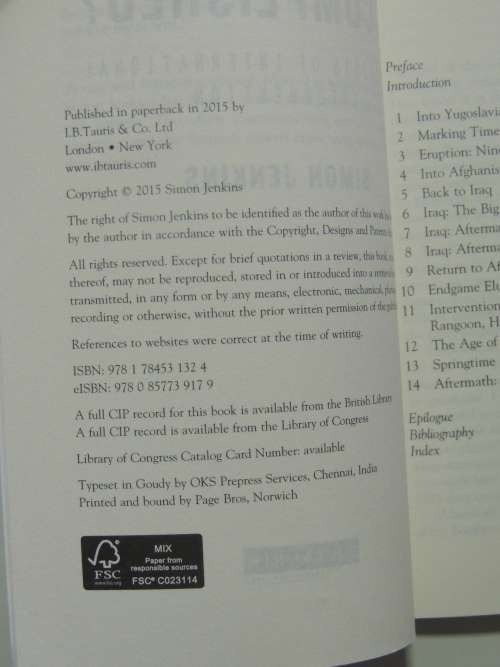 Published in paperback in 2015 by
I.B.Tauris & Co. Ltd
London • New York
www.ibtauris.com
Copyright © 2015 Simon Jenkins
The right of Simon Jenkins to be identified as the author of this work
by the author in accordance with the Copyright, Designs and Patents
All rights reserved. Except for brief quotations in a review, this book,
thereof, may not be reproduced, stored in or introduced into a
transmitted, in any form or by any means, electronic, mechanical,
recording or otherwise, without the prior written permission of the
References to websites were correct at the time of writing.
ISBN: 978 1 78453 132 4
eISBN: 978 0 85773 917 9
A full CIP record for this book is available from the British Library
A full CIP record is available from the Library of Congress
Library of Congress Catalog Card Number: available
Typeset in Goudy by OKS Prepress Services, Chennai, India
Printed and bound by Page Bros, Norwich
FSC
www.fsc.org
MIX
Paper from
responsible sources
FSC® C023114
Preface
Introduction
1 Into Yugoslavia
2 Marking Time
3 Eruption:
4 Into
5 Back to Iraq
6 Iraq: The Big
7 Iraq:
8 Iraq:
9 Return to
10 Endgame
11 Intervention
Rangoon,
12 The Age of
13 Springtime
14 Aftermath:
Epilogue
Bibliography
Index